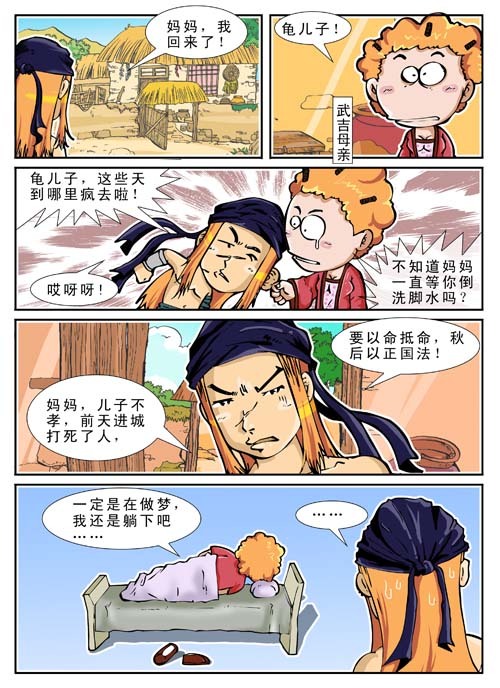 妈妈，我
回来了！
龟儿子！
武吉母亲
龟儿子，这些天
到哪里疯去啦！
哎呀呀！
不知道妈妈
一直等你倒
洗脚水吗？
要以命抵命，秋
后以正国法！
妈妈，儿子不
孝，前天进城
打死了人，
一定是在做梦，
我还是躺下吧
……
……